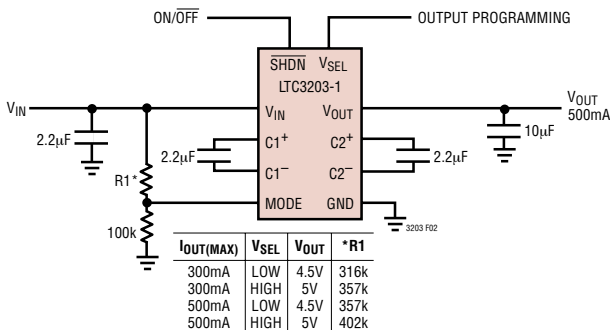 ON/OFF
OUTPUT PROGRAMMING
SHDN VSEL
LTC3203-1
VIN
VIN
VOUT
VOUT
500mA
2.2µF
10µF
C1+
C2+
2.2µF
2.2µF
C1−
C2−
R1*
MODE
GND
3203 F02
100k
IOUT(MAX) VSEL VOUT *R1
300mA LOW 4.5V 316k
300mA HIGH 5V 357k
500mA LOW 4.5V 357k
500mA HIGH 5V 402k